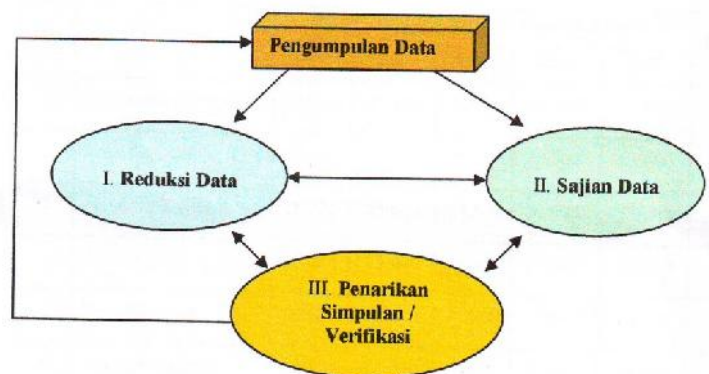 Pengumpulan Data
I. Reduksi Data
II. Sajian Data
III. Penarikan
Simpulan /
Verifikasi